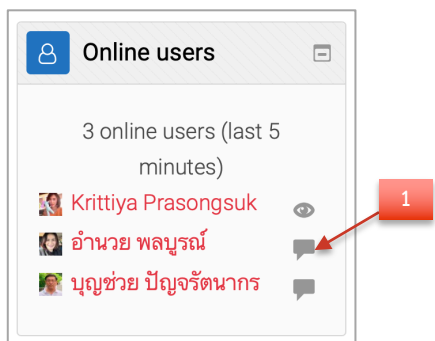 Online users
3 online users (last 5
minutes)
Krittiya Prasongsuk
1
อำนวย พลบูรณ์
บุญช่วย ปัญจรัตนากร